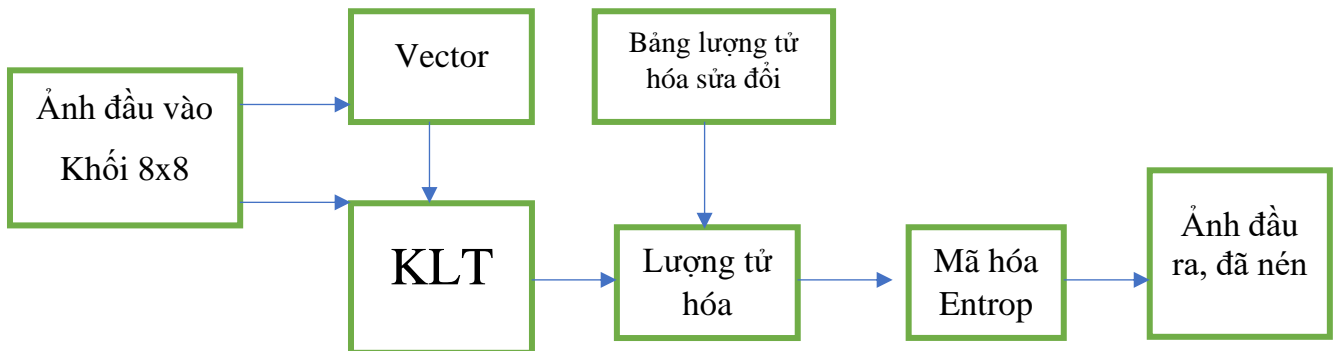 Ảnh đầu vào
Khối 8x8
Vector
KLT
Bảng lượng tử
hóa sửa đổi
Lượng tử
hóa
Mã hóa
Entrop
Ảnh đầu
ra, đã nén